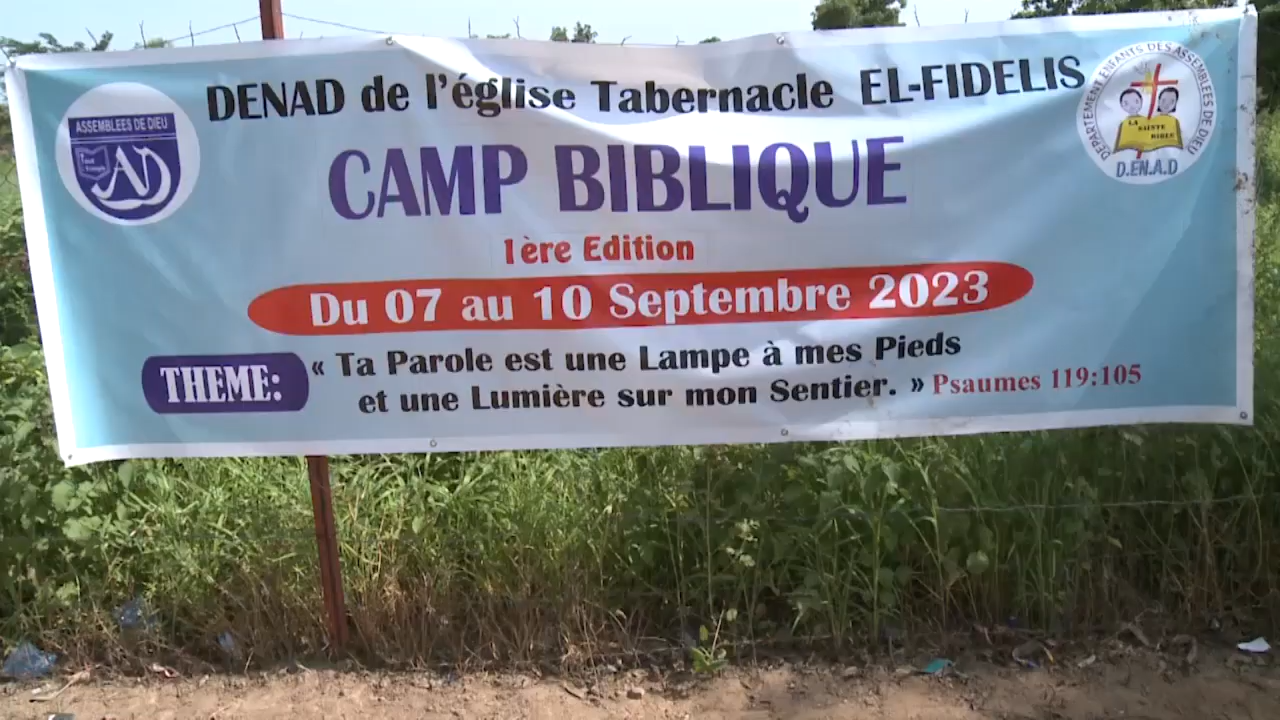 DENAD de l'église Tabernacle EL-FIDELIS
ASSEMBLEES DE DIEU
AD
DEPARTEMENT ENFANTS DES ASSEMBLEES DE DIEU
LA SAINTE BIBLE
D.EN.A.D
CAMP BIBLIQUE
1ère Edition
Du 07 au 10 Septembre 2023
THEME: « Ta Parole est une Lampe à mes Pieds
et une Lumière sur mon Sentier. » Psaumes 119:105